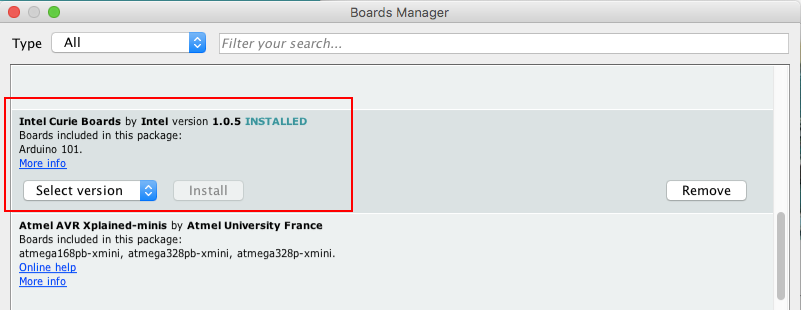 Boards Manager
Type All Filter your search...
Intel Curie Boards by Intel version 1.0.5 INSTALLED
Boards included in this package:
Arduino 101.
More info
Select version Install Remove
Atmel AVR Xplained-minis by Atmel University France
Boards included in this package:
atmega168pb-xmini, atmega328pb-xmini, atmega328p-xmini.
Online help
More info